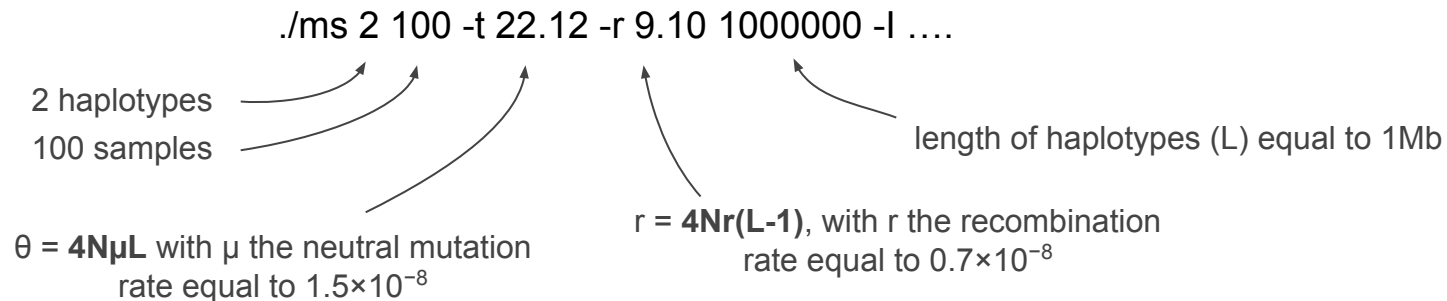 ./ms 2 100 -t 22.12 -r 9.10 1000000 -I ….
2 haplotypes
100 samples
length of haplotypes (L) equal to 1Mb
θ = 4NμL with μ the neutral mutation
rate equal to 1.5×10⁻⁸
r = 4Nr(L-1), with r the recombination
rate equal to 0.7×10⁻⁸